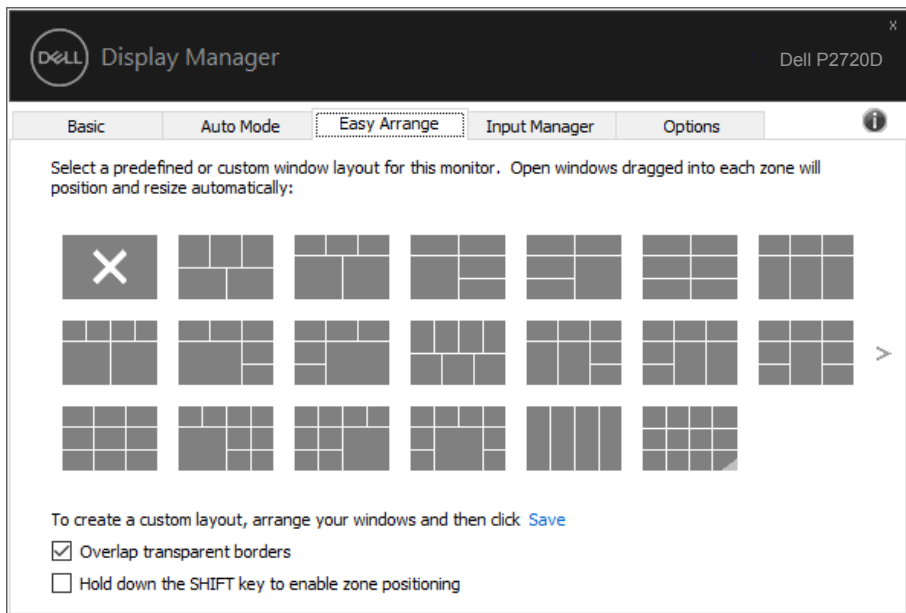 x
DELL Display Manager
Dell P2720D
Basic Auto Mode Easy Arrange Input Manager Options
Select a predefined or custom window layout for this monitor. Open windows dragged into each zone will
position and resize automatically:
>
To create a custom layout, arrange your windows and then click Save
Overlap transparent borders
Hold down the SHIFT key to enable zone positioning